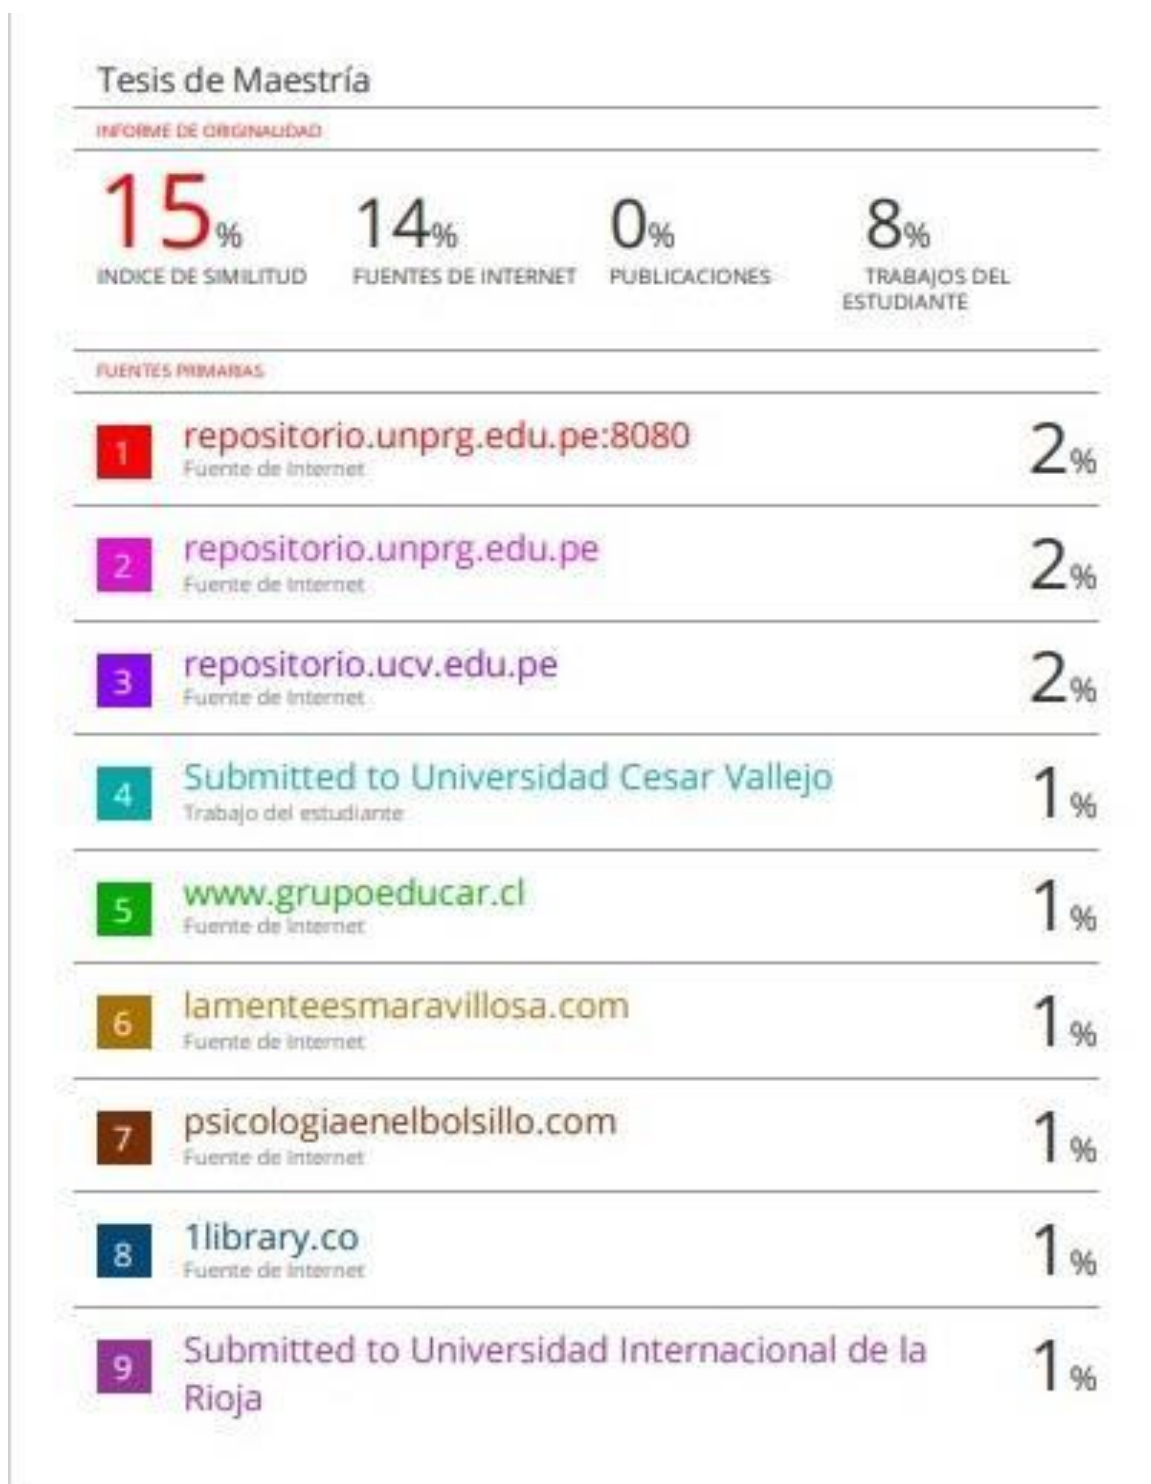 Tesis de Maestría
INFORME DE ORIGINALIDAD
15%
INDICE DE SIMILITUD
14%
FUENTES DE INTERNET
0%
PUBLICACIONES
8%
TRABAJOS DEL
ESTUDIANTE
FUENTES PRIMARIAS
1
repositorio.unprg.edu.pe:8080
Fuente de Internet
2%
2
repositorio.unprg.edu.pe
Fuente de Internet
2%
3
repositorio.ucv.edu.pe
Fuente de Internet
2%
4
Submitted to Universidad Cesar Vallejo
Trabajo del estudiante
1%
5
www.grupoeducar.cl
Fuente de Internet
1%
6
lamenteesmaravillosa.com
Fuente de Internet
1%
7
psicologiaenelbolsillo.com
Fuente de Internet
1%
8
1library.co
Fuente de Internet
1%
9
Submitted to Universidad Internacional de la
Rioja
1%